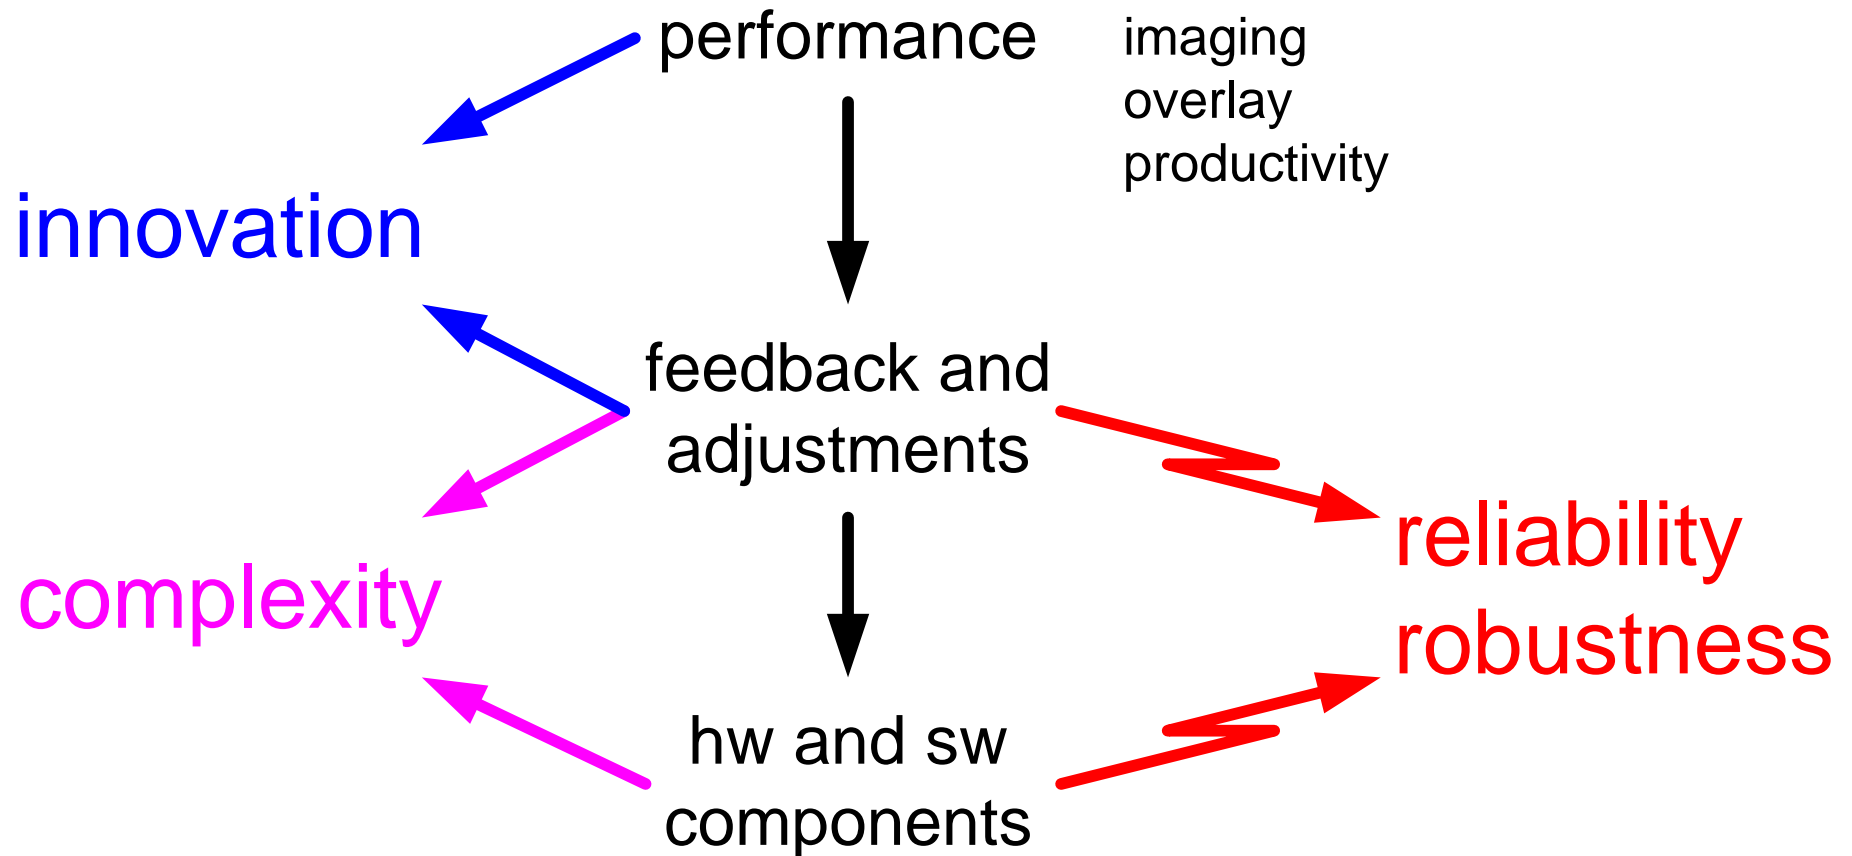 performance
imaging
overlay
productivity
innovation
feedback and
adjustments
complexity
reliability
robustness
hw and sw
components